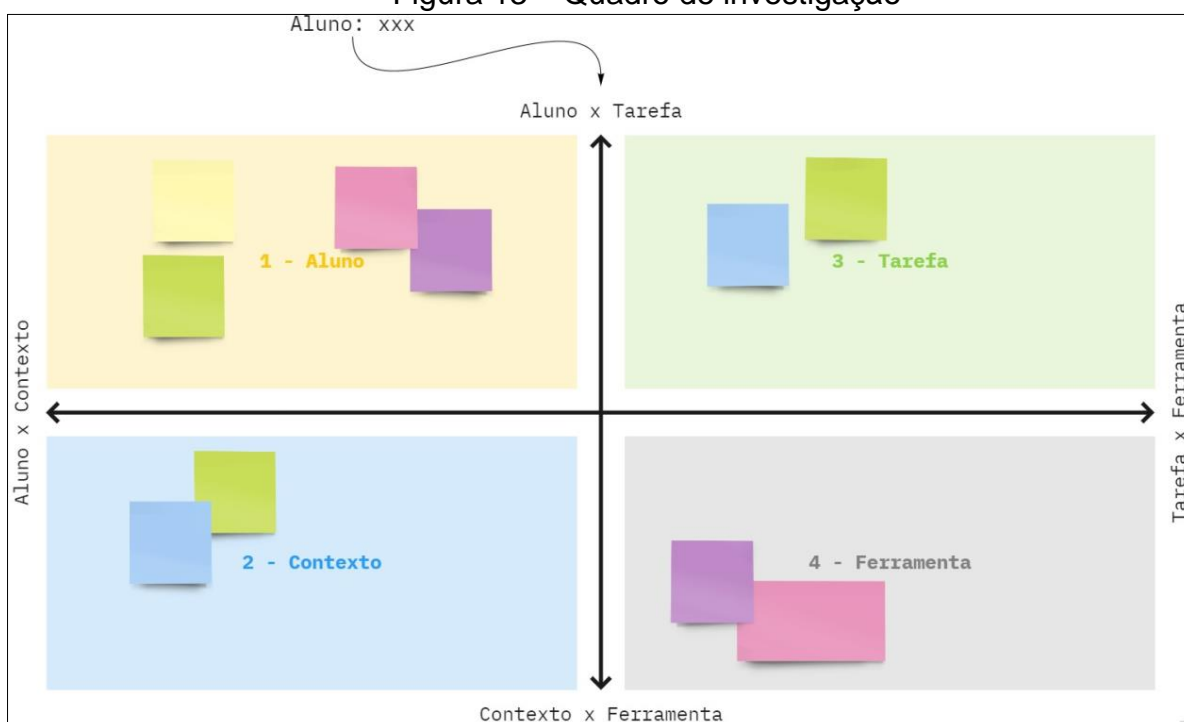 Figura 18 – Quadro de investigação
Aluno: xxx
Aluno x Tarefa
1 - Aluno
3 - Tarefa
Aluno x Contexto
Tarefa x Ferramenta
2 - Contexto
4 - Ferramenta
Contexto x Ferramenta